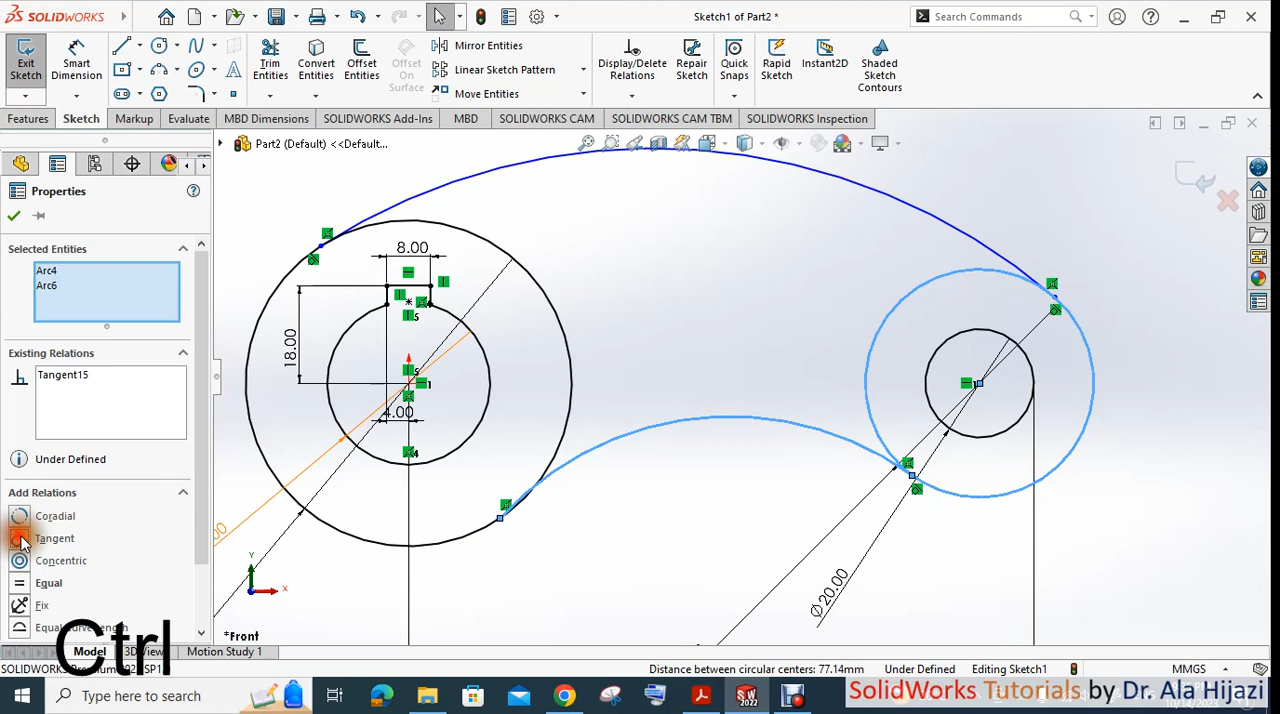 SOLIDWORKS
Sketch1 of Part2 *
Search Commands
Exit Sketch
Smart Dimension
Trim Entities
Convert Entities
Offset Entities
Offset On Surface
Mirror Entities
Linear Sketch Pattern
Move Entities
Display/Delete Relations
Repair Sketch
Quick Snaps
Rapid Sketch
Instant2D
Shaded Sketch Contours
Features Sketch Markup Evaluate MBD Dimensions SOLIDWORKS Add-Ins MBD SOLIDWORKS CAM SOLIDWORKS CAM TBM SOLIDWORKS Inspection
Part2 (Default) <<Default...
Properties
Selected Entities
Arc4
Arc6
Existing Relations
Tangent15
Under Defined
Add Relations
Coradial
Tangent
Concentric
Equal
Fix
8.00
18.00
4.00
Ø20.00
Y
X
*Front
Ctrl
Model 3D Views Motion Study 1
Distance between circular centers: 77.14mm Under Defined Editing Sketch1 MMGS
Type here to search
SolidWorks Tutorials by Dr. Ala Hijazi